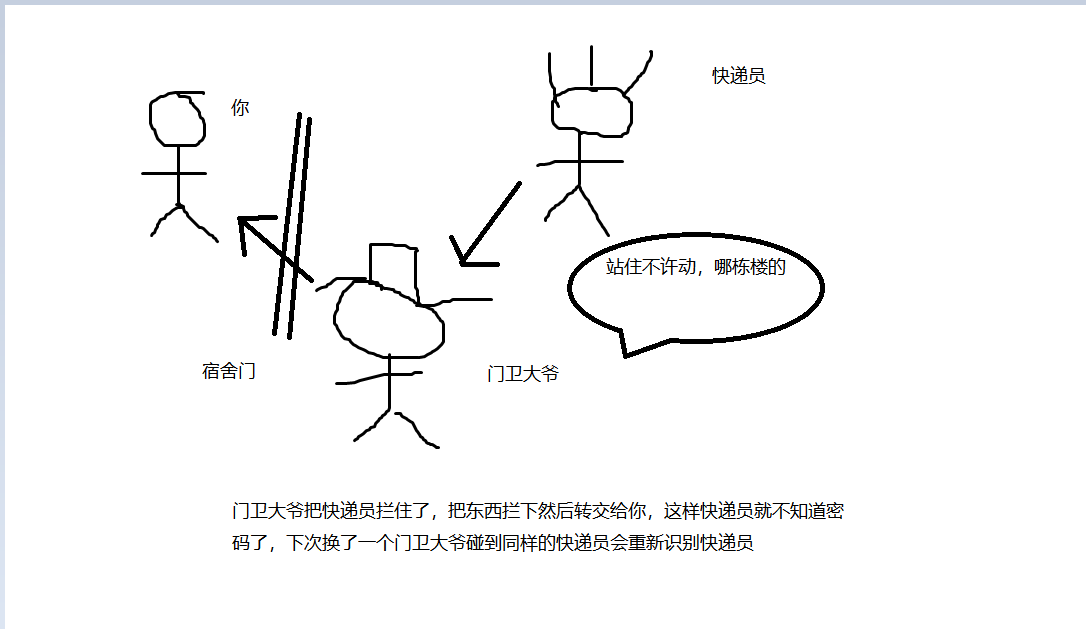 快递员
你
站住不许动，哪栋楼的
宿舍门
门卫大爷
门卫大爷把快递员拦住了，把东西拦下然后转交给你，这样快递员就不知道密
码了，下次换了一个门卫大爷碰到同样的快递员会重新识别快递员